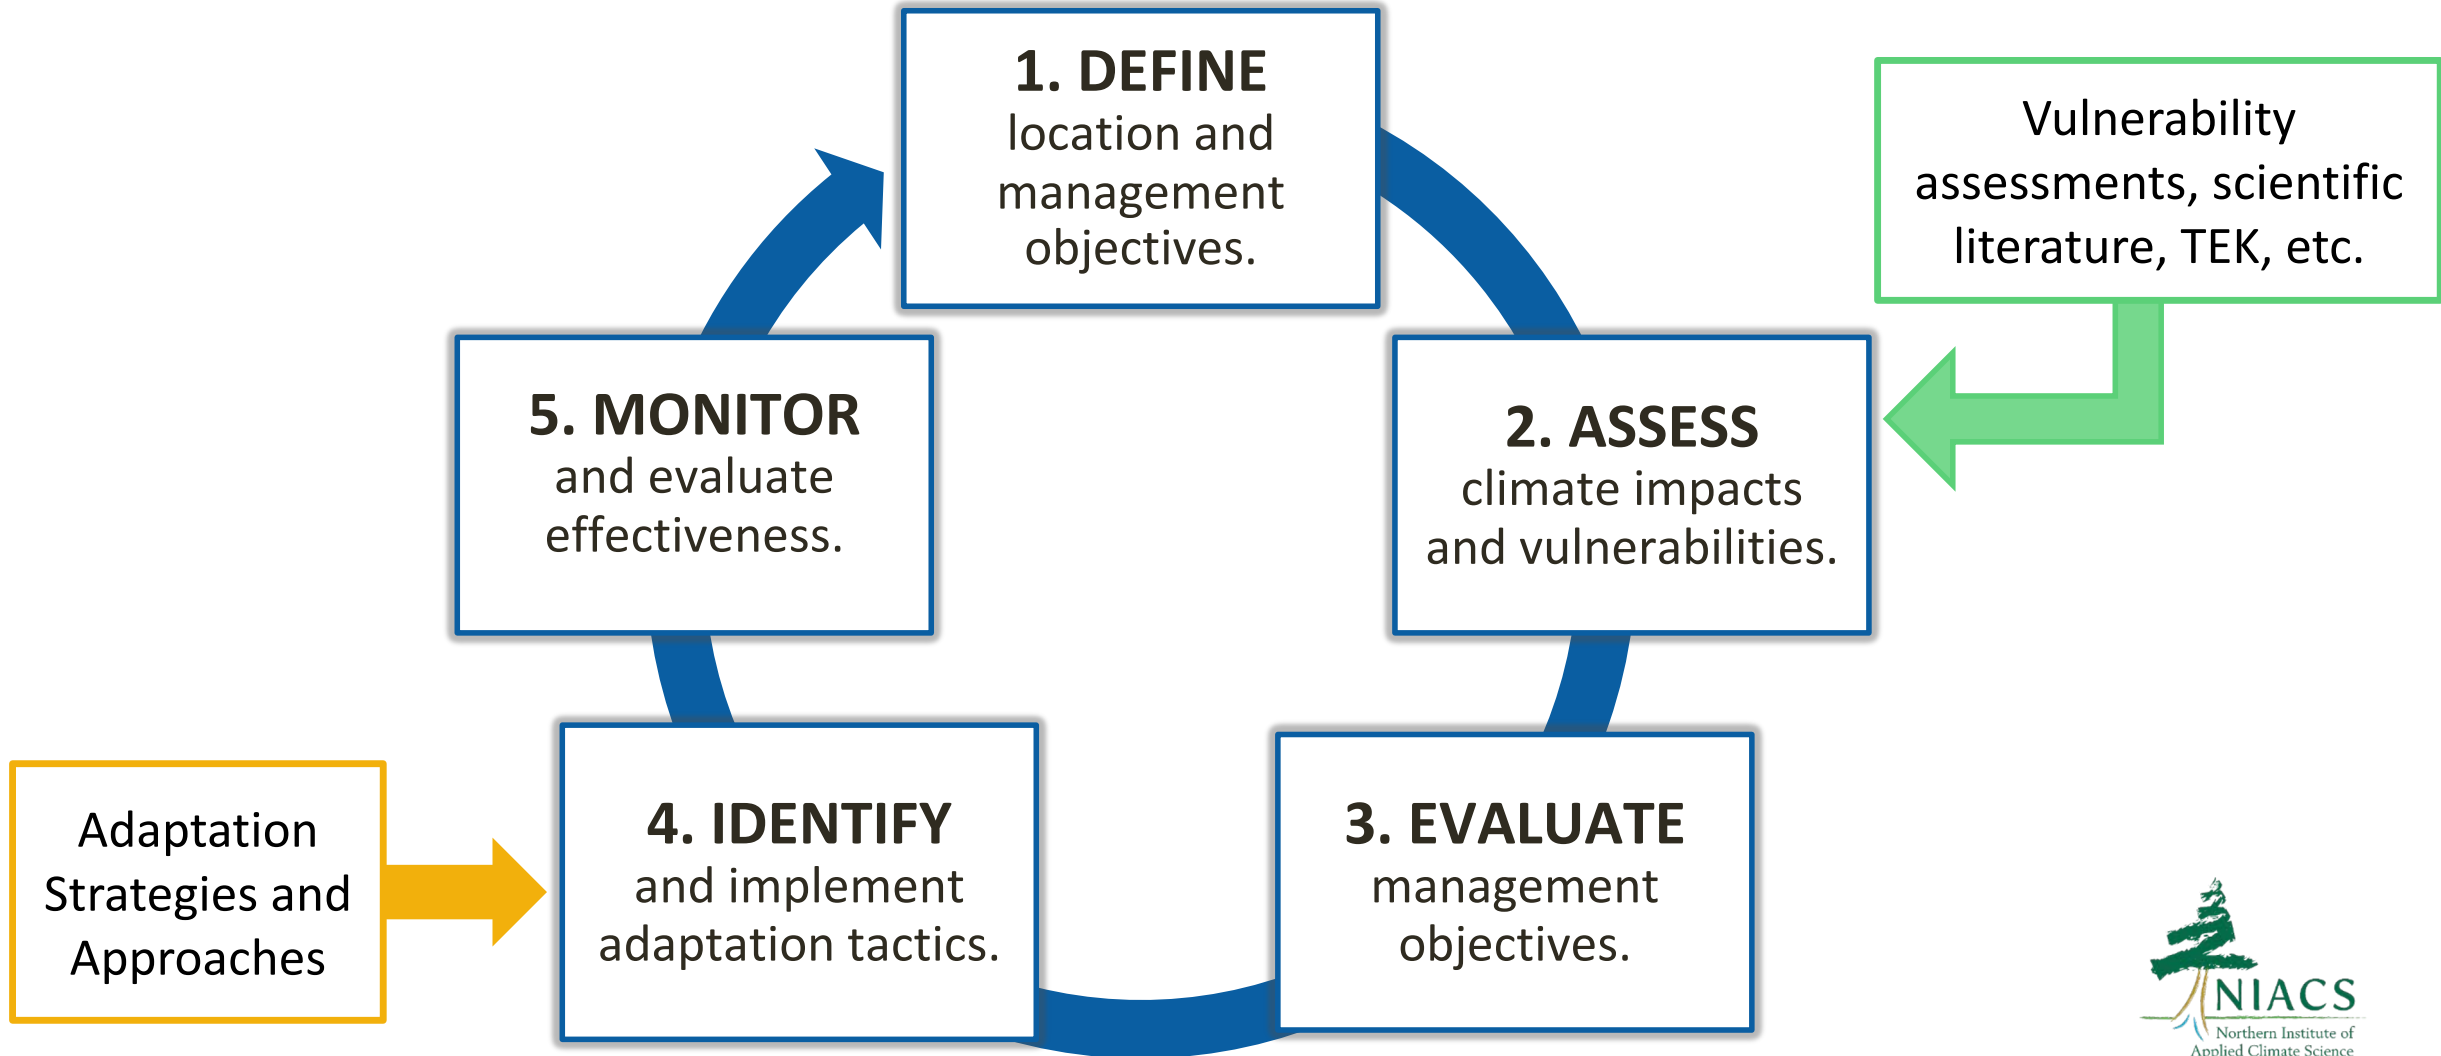 1. DEFINE
location and
management
objectives.
Vulnerability
assessments, scientific
literature, TEK, etc.
2. ASSESS
climate impacts
and vulnerabilities.
3. EVALUATE
management
objectives.
4. IDENTIFY
and implement
adaptation tactics.
Adaptation
Strategies and
Approaches
5. MONITOR
and evaluate
effectiveness.
NIACS
Northern Institute of
Applied Climate Science